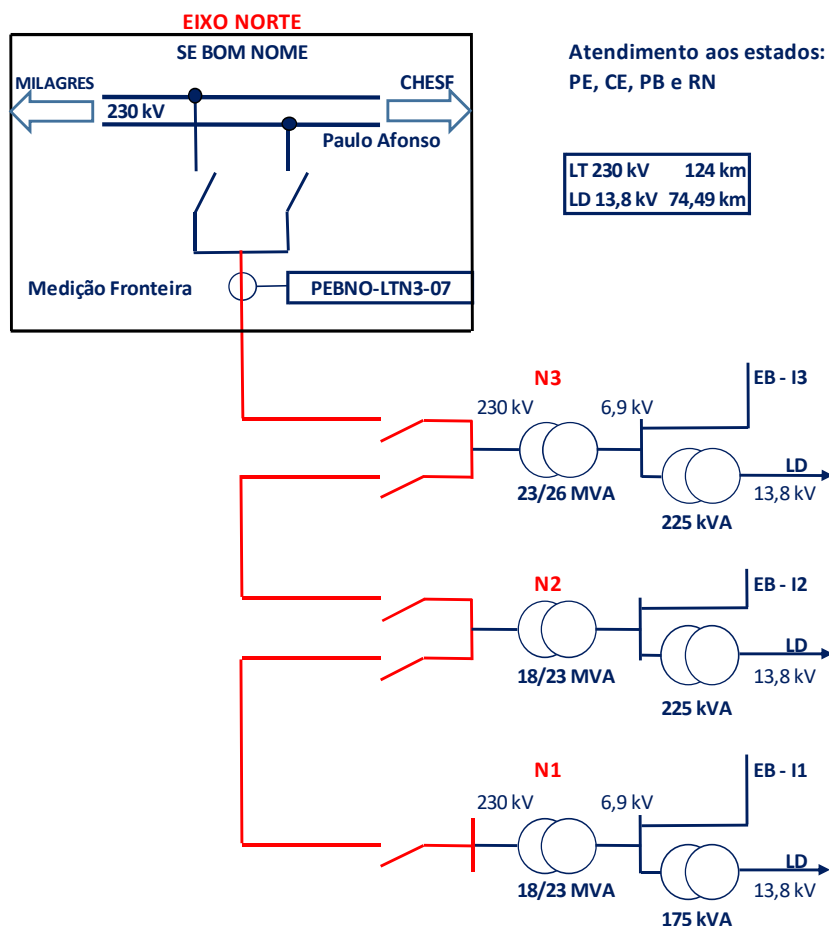 EIXO NORTE
SE BOM NOME
MILAGRES
CHESF
230 kV
Paulo Afonso
Medição Fronteira
PEBNO-LTN3-07
Atendimento aos estados:
PE, CE, PB e RN
LT 230 kV 124 km
LD 13,8 kV 74,49 km
N3
EB - I3
230 kV
6,9 kV
LD
23/26 MVA
13,8 kV
225 kVA
N2
EB - I2
LD
18/23 MVA
13,8 kV
225 kVA
N1
EB - I1
230 kV
6,9 kV
LD
18/23 MVA
13,8 kV
175 kVA